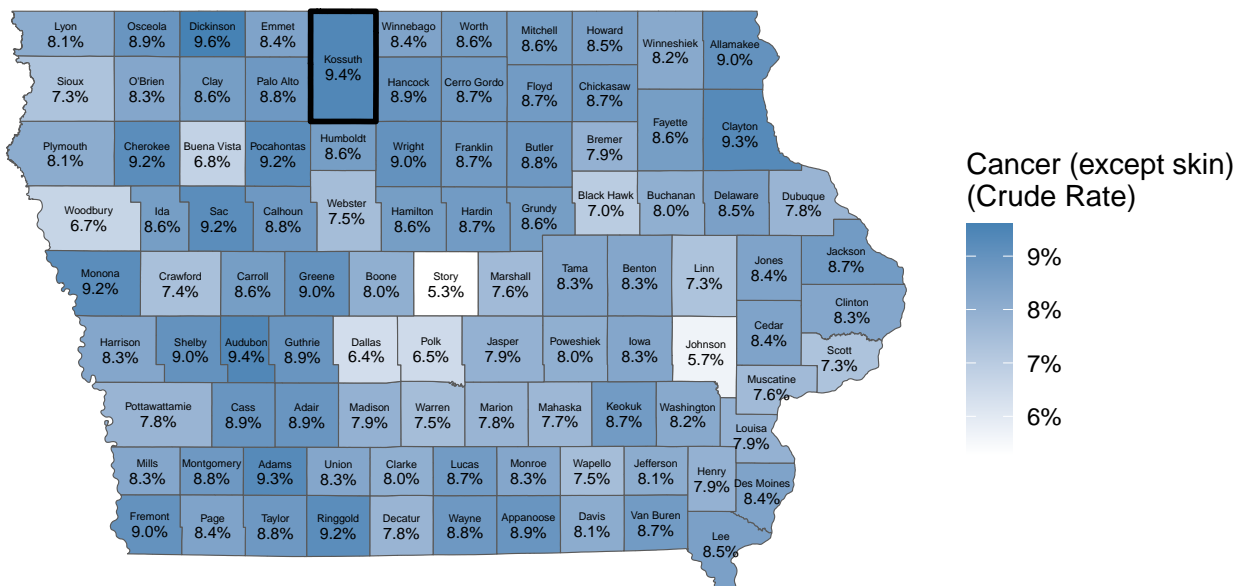 Lyon
8.1%
Osceola
8.9%
Dickinson
9.6%
Emmet
8.4%
Kossuth
9.4%
Winnebago
8.4%
Worth
8.6%
Mitchell
8.6%
Howard
8.5%
Winneshiek
8.2%
Allamakee
9.0%
Sioux
7.3%
O'Brien
8.3%
Clay
8.6%
Palo Alto
8.8%
Hancock
8.9%
Cerro Gordo
8.7%
Floyd
8.7%
Chickasaw
8.7%
Fayette
8.6%
Clayton
9.3%
Plymouth
8.1%
Cherokee
9.2%
Buena Vista
6.8%
Pocahontas
9.2%
Humboldt
8.6%
Wright
9.0%
Franklin
8.7%
Butler
8.8%
Bremer
7.9%
Cancer (except skin)
(Crude Rate)
9%
8%
7%
6%
Woodbury
6.7%
Ida
8.6%
Sac
9.2%
Calhoun
8.8%
Webster
7.5%
Hamilton
8.6%
Hardin
8.7%
Grundy
8.6%
Black Hawk
7.0%
Buchanan
8.0%
Delaware
8.5%
Dubuque
7.8%
Monona
9.2%
Crawford
7.4%
Carroll
8.6%
Greene
9.0%
Boone
8.0%
Story
5.3%
Marshall
7.6%
Tama
8.3%
Benton
8.3%
Linn
7.3%
Jones
8.4%
Jackson
8.7%
Clinton
8.3%
Harrison
8.3%
Shelby
9.0%
Audubon
9.4%
Guthrie
8.9%
Dallas
6.4%
Polk
6.5%
Jasper
7.9%
Poweshiek
8.0%
Iowa
8.3%
Johnson
5.7%
Cedar
8.4%
Scott
7.3%
Muscatine
7.6%
Pottawattamie
7.8%
Cass
8.9%
Adair
8.9%
Madison
7.9%
Warren
7.5%
Marion
7.8%
Mahaska
7.7%
Keokuk
8.7%
Washington
8.2%
Louisa
7.9%
Mills
8.3%
Montgomery
8.8%
Adams
9.3%
Union
8.3%
Clarke
8.0%
Lucas
8.7%
Monroe
8.3%
Wapello
7.5%
Jefferson
8.1%
Henry
7.9%
Des Moines
8.4%
Fremont
9.0%
Page
8.4%
Taylor
8.8%
Ringgold
9.2%
Decatur
7.8%
Wayne
8.8%
Appanoose
8.9%
Davis
8.1%
Van Buren
8.7%
Lee
8.5%